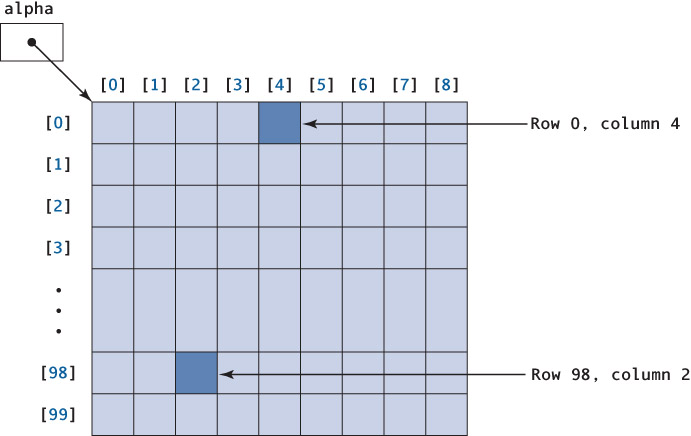 alpha
[0] [1] [2] [3] [4] [5] [6] [7] [8]
[0]
Row 0, column 4
[1]
[2]
[3]
[98]
Row 98, column 2
[99]